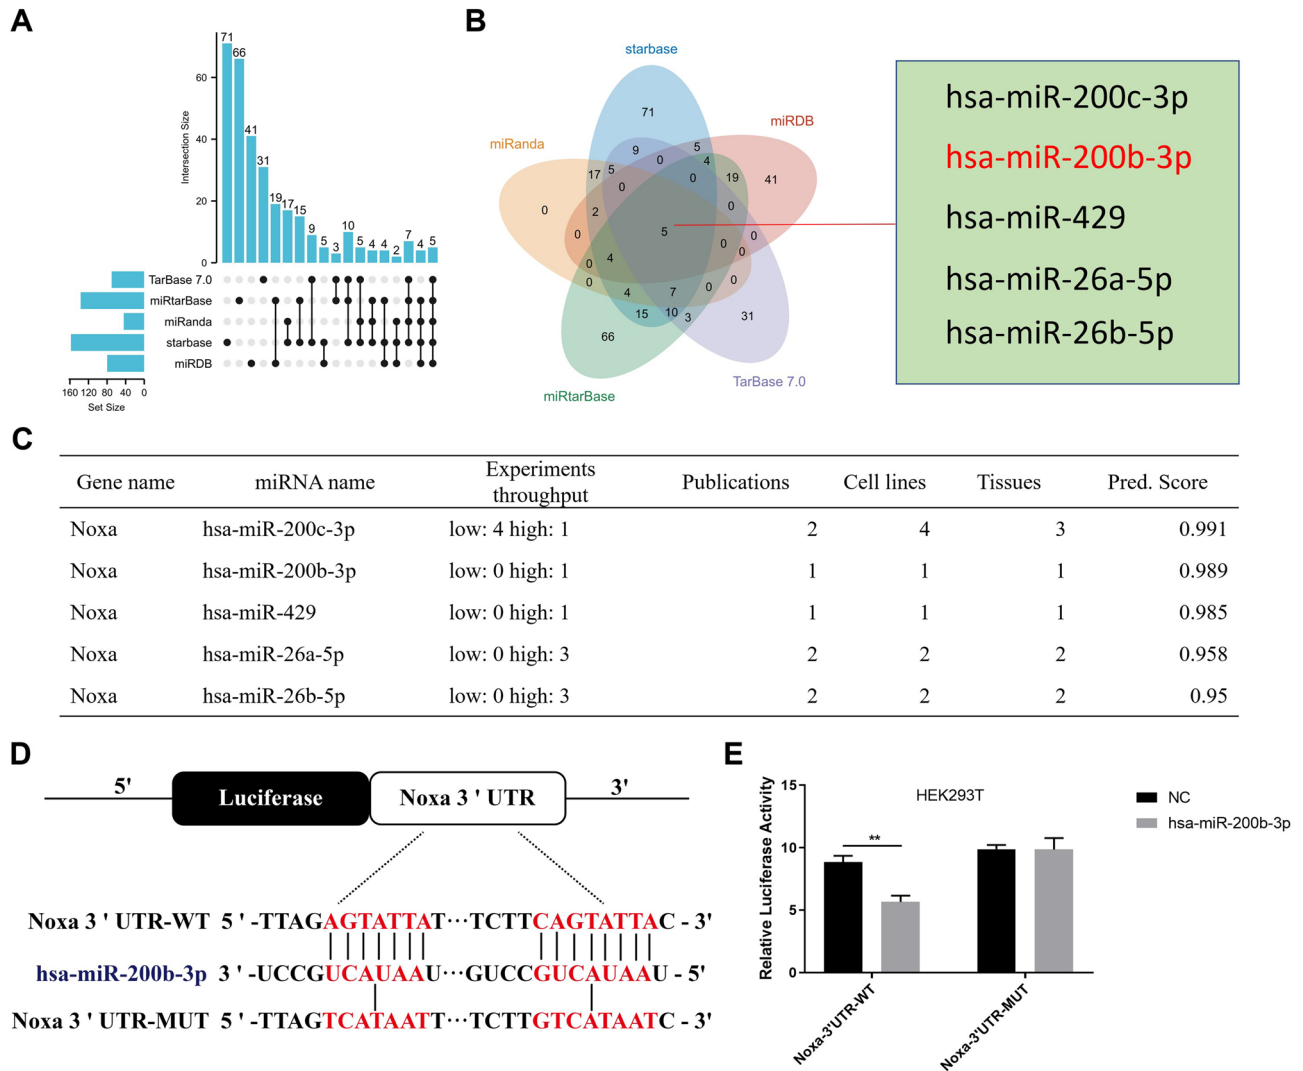 A
71
66
41
31
19
17
15
9
5
3
10
5
4
4
2
7
4
5
60
40
20
0
Intersection Size
TarBase 7.0
miRtarBase
miRanda
starbase
miRDB
160 120 80 40 0
Set Size
B
starbase
miRDB
miRanda
TarBase 7.0
miRtarBase
71
9
0
5
4
17
5
0
0
19
41
0
2
0
0
5
0
0
0
0
4
0
4
7
0
0
15
10
3
31
66
hsa-miR-200c-3p
hsa-miR-200b-3p
hsa-miR-429
hsa-miR-26a-5p
hsa-miR-26b-5p
C
Gene name miRNA name Experiments throughput Publications Cell lines Tissues Pred. Score
Noxa hsa-miR-200c-3p low: 4 high: 1 2 4 3 0.991
Noxa hsa-miR-200b-3p low: 0 high: 1 1 1 1 0.989
Noxa hsa-miR-429 low: 0 high: 1 1 1 1 0.985
Noxa hsa-miR-26a-5p low: 0 high: 3 2 2 2 0.958
Noxa hsa-miR-26b-5p low: 0 high: 3 2 2 2 0.95
D
5' Luciferase Noxa 3 ' UTR 3'
Noxa 3 ' UTR-WT 5 ' -TTAGAGTATTAT···TCTTCAGTATTAC - 3'
hsa-miR-200b-3p 3 ' -UCCGUCAUAAU···GUCCGUCAUAAU - 5'
Noxa 3 ' UTR-MUT 5 ' -TTAGTCATAATT···TCTTGTCATAATC - 3'
E
HEK293T
NC
hsa-miR-200b-3p
Relative Luciferase Activity
15
10
5
0
**
Noxa-3'UTR-WT
Noxa-3'UTR-MUT